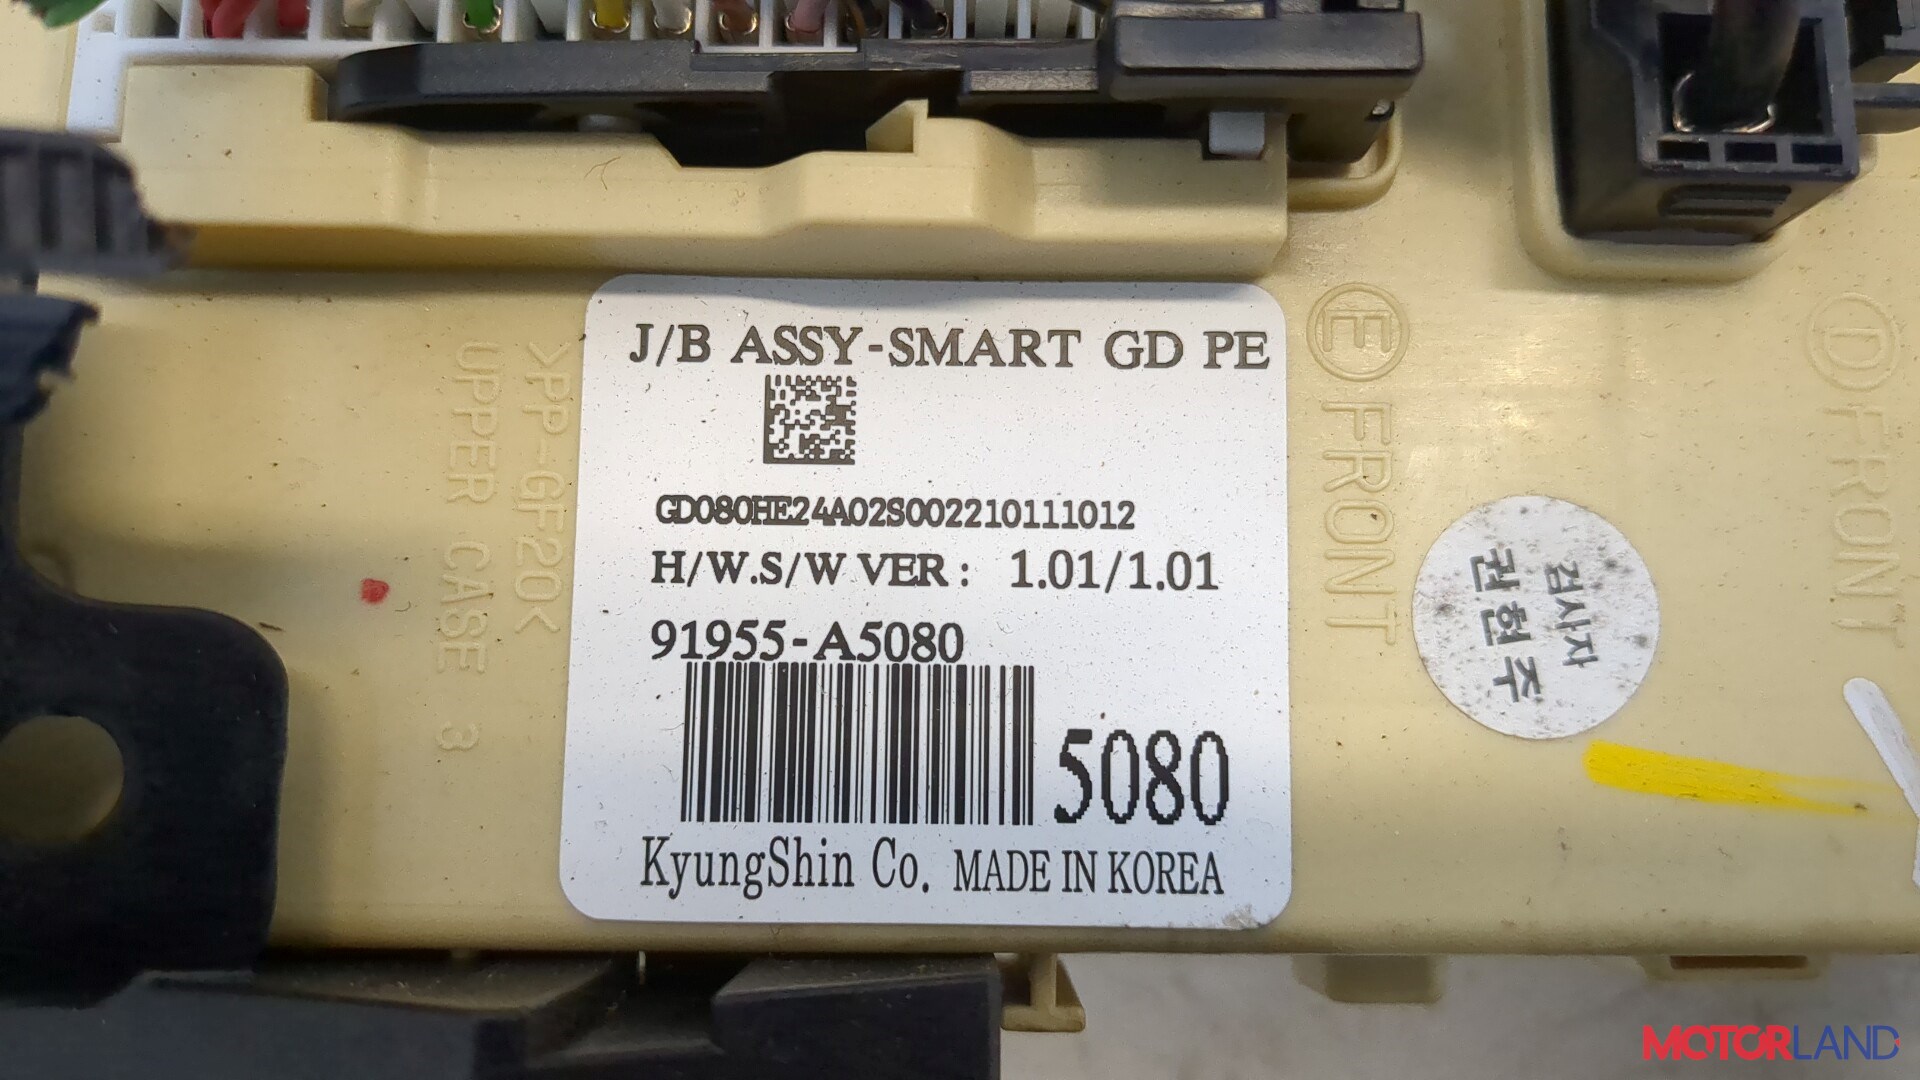 J/B ASSY-SMART GD PE
GD080HE24A02S002210111012
H/W.S/W VER : 1.01/1.01
91955-A5080
5080
KyungShin Co. MADE IN KOREA
>PP-GF20<
UPPER CASE 3
E FRONT
D FRONT
검사자
권현주
MOTORLAND